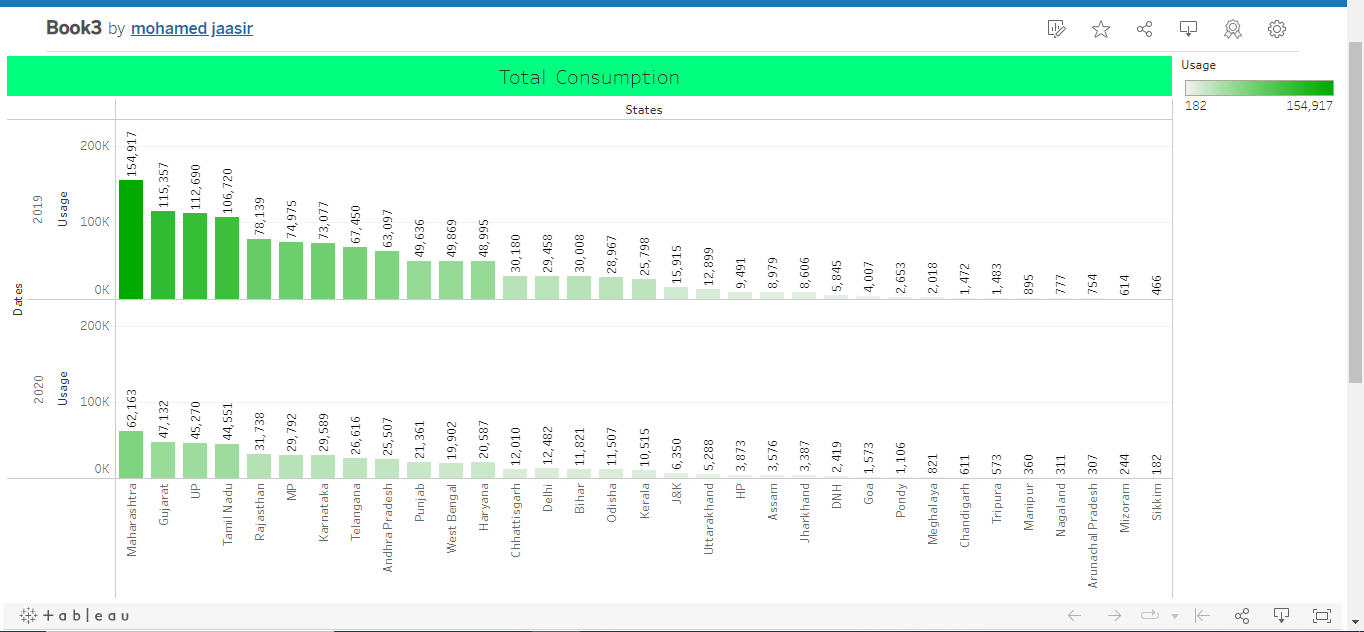 Book3 by mohamed jaasir
Total Consumption
Usage
182 154,917
States
Dates
2019
Usage
200K
100K
0K
154,917
115,357
112,690
106,720
78,139
74,975
73,077
67,450
63,097
49,636
49,869
48,995
30,180
29,458
30,008
28,967
25,798
15,915
12,899
9,491
8,979
8,606
5,845
4,007
2,653
2,018
1,472
1,483
895
777
754
614
466
2020
Usage
200K
100K
0K
62,163
47,132
45,270
44,551
31,738
29,792
29,589
26,616
25,507
21,361
19,902
20,587
12,010
12,482
11,821
11,507
10,515
6,350
5,288
3,873
3,576
3,387
2,419
1,573
1,106
821
611
573
360
311
307
244
182
Maharashtra
Gujarat
UP
Tamil Nadu
Rajasthan
MP
Karnataka
Telangana
Andhra Pradesh
Punjab
West Bengal
Haryana
Chhattisgarh
Delhi
Bihar
Odisha
Kerala
J&K
Uttarakhand
HP
Assam
Jharkhand
DNH
Goa
Pondy
Meghalaya
Chandigarh
Tripura
Manipur
Nagaland
Arunachal Pradesh
Mizoram
Sikkim
+ableau